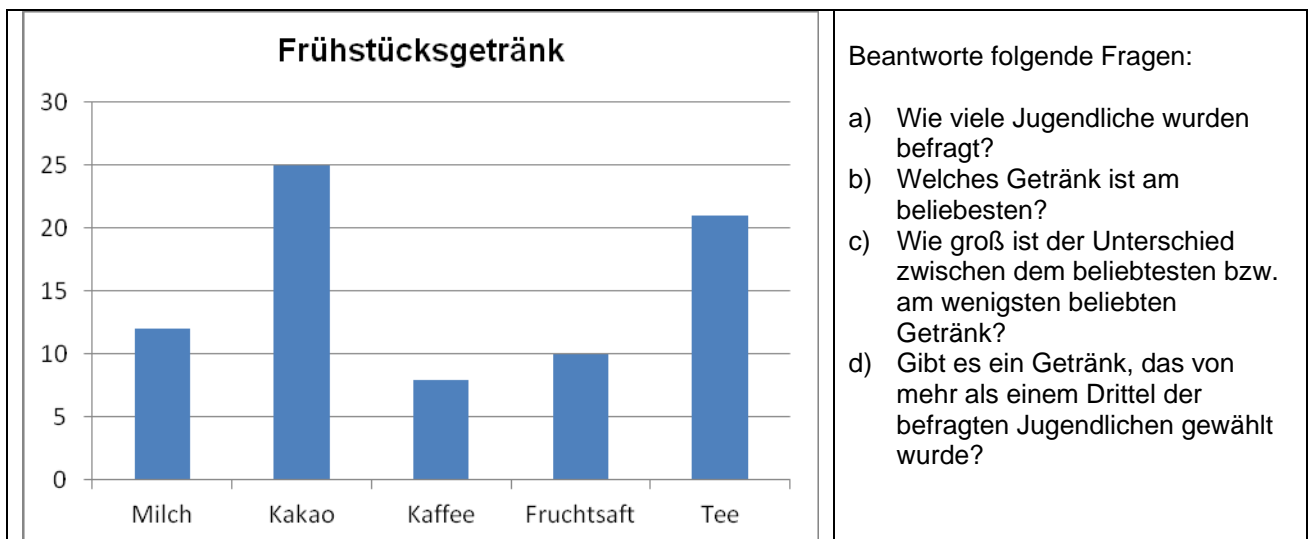 Frühstücksgetränk
30
25
20
15
10
5
0
Milch Kakao Kaffee Fruchtsaft Tee
Beantworte folgende Fragen:
a) Wie viele Jugendliche wurden
befragt?
b) Welches Getränk ist am
beliebesten?
c) Wie groß ist der Unterschied
zwischen dem beliebtesten bzw.
am wenigsten beliebten
Getränk?
d) Gibt es ein Getränk, das von
mehr als einem Drittel der
befragten Jugendlichen gewählt
wurde?